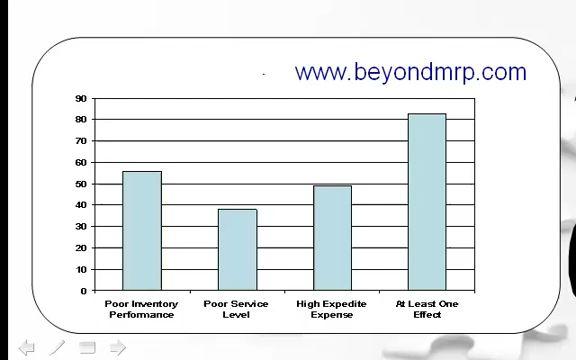 www.beyondmrp.com
90
80
70
60
50
40
30
20
10
0
Poor Inventory Performance
Poor Service Level
High Expedite Expense
At Least One Effect